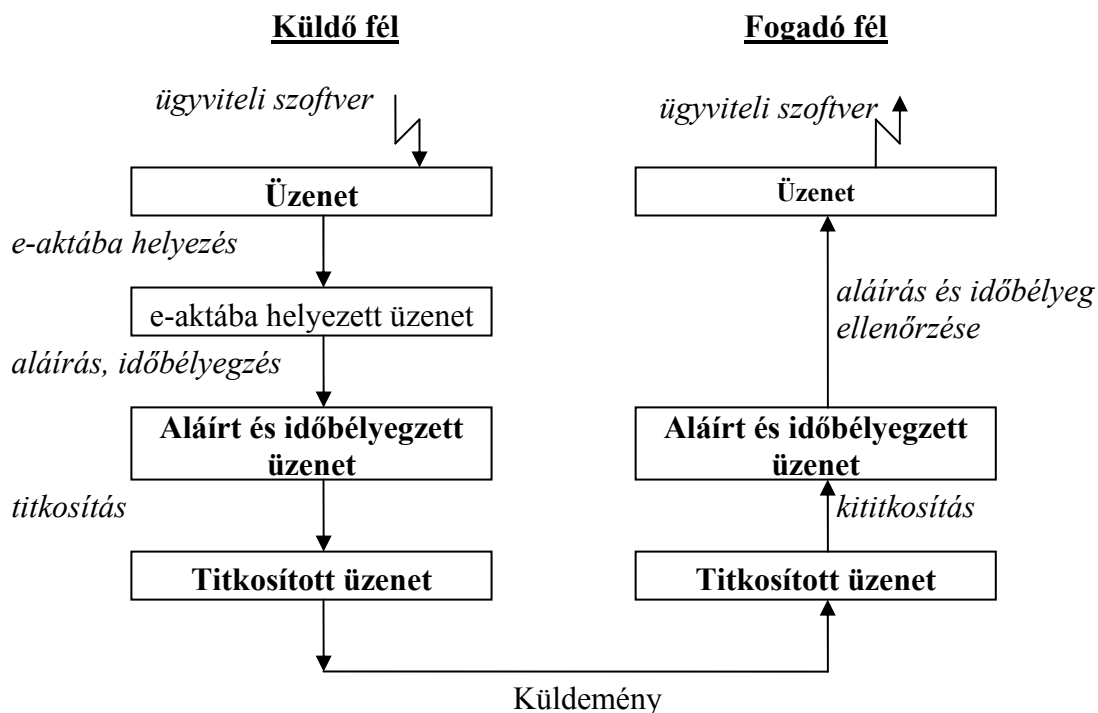 Küldő fél
Fogadó fél
ügyviteli szoftver
ügyviteli szoftver
Üzenet
Üzenet
e-aktába helyezés
e-aktába helyezett üzenet
aláírás és időbélyeg
ellenőrzése
aláírás, időbélyegzés
Aláírt és időbélyegzett
üzenet
Aláírt és időbélyegzett
üzenet
titkosítás
kititkosítás
Titkosított üzenet
Titkosított üzenet
Küldemény